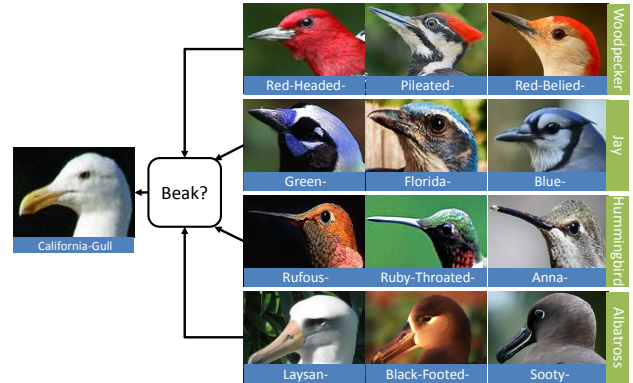 Red-Headed-
Pileated-
Red-Belied-
Woodpecker
Green-
Florida-
Blue-
Jay
California-Gull
Beak?
Rufous-
Ruby-Throated-
Anna-
Hummingbird
Laysan-
Black-Footed-
Sooty-
Albatross